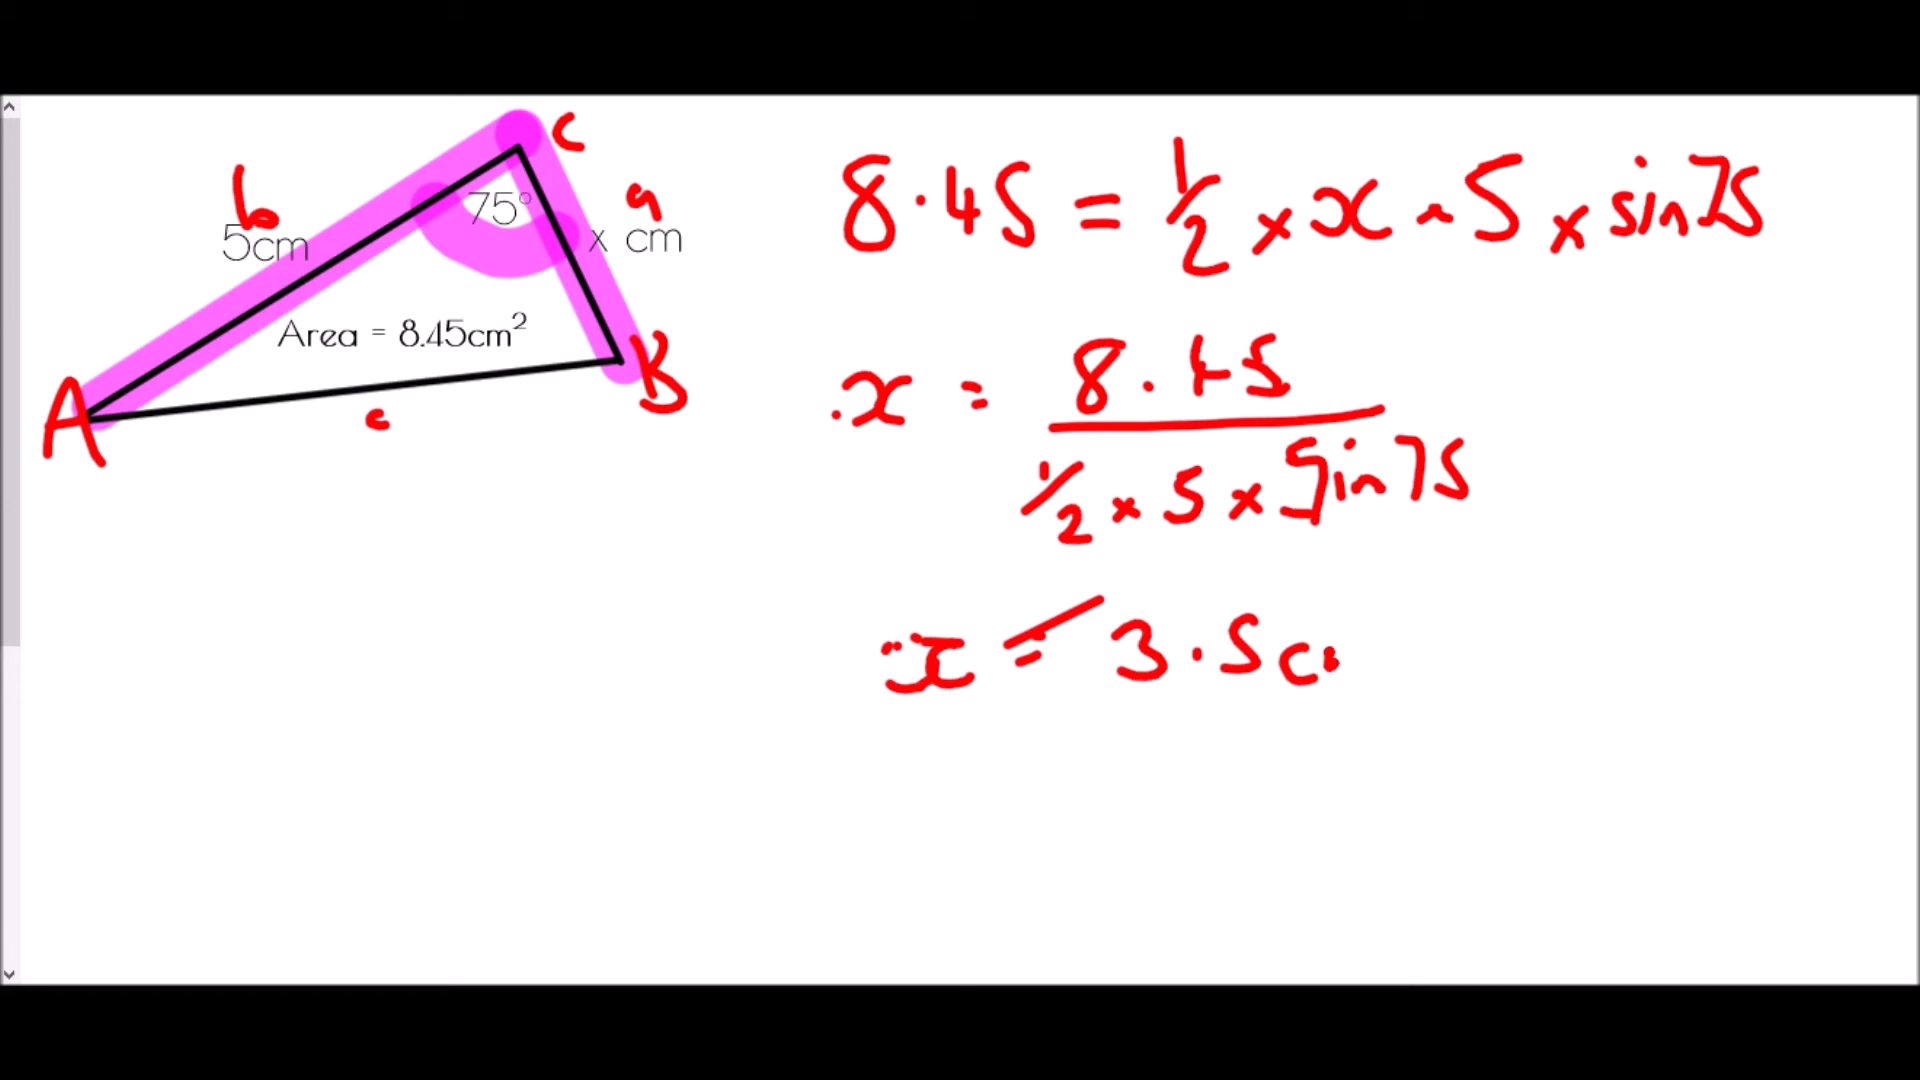 C
b
a
75°
5cm
x cm
Area = 8.45cm²
B
A
c
8.45 = 1/2 × x × 5 × sin75
x = 8.45
1/2 × 5 × sin75
x = 3.5c